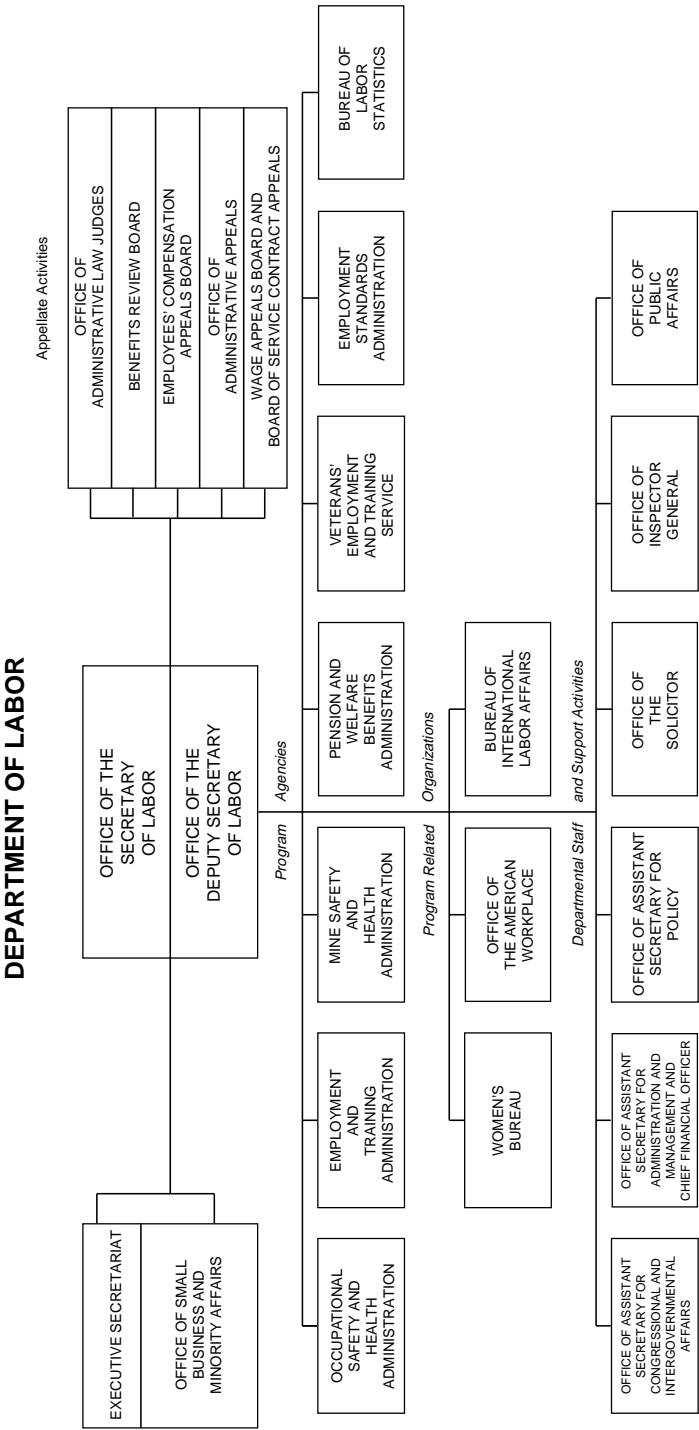 DEPARTMENT OF LABOR
EXECUTIVE SECRETARIAT
OFFICE OF SMALL
BUSINESS AND
MINORITY AFFAIRS
OFFICE OF THE
SECRETARY
OF LABOR
OFFICE OF THE
DEPUTY SECRETARY
OF LABOR
Appellate Activities
OFFICE OF
ADMINISTRATIVE LAW JUDGES
BENEFITS REVIEW BOARD
EMPLOYEES' COMPENSATION
APPEALS BOARD
OFFICE OF
ADMINISTRATIVE APPEALS
WAGE APPEALS BOARD AND
BOARD OF SERVICE CONTRACT APPEALS
Program Agencies
OCCUPATIONAL
SAFETY AND
HEALTH
ADMINISTRATION
EMPLOYMENT
AND
TRAINING
ADMINISTRATION
MINE SAFETY
AND
HEALTH
ADMINISTRATION
PENSION AND
WELFARE
BENEFITS
ADMINISTRATION
VETERANS'
EMPLOYMENT
AND TRAINING
SERVICE
EMPLOYMENT
STANDARDS
ADMINISTRATION
BUREAU OF
LABOR
STATISTICS
Program Related Organizations
WOMEN'S
BUREAU
OFFICE OF
THE AMERICAN
WORKPLACE
BUREAU OF
INTERNATIONAL
LABOR AFFAIRS
Departmental Staff and Support Activities
OFFICE OF ASSISTANT
SECRETARY FOR
CONGRESSIONAL AND
INTERGOVERNMENTAL
AFFAIRS
OFFICE OF ASSISTANT
SECRETARY FOR
ADMINISTRATION AND
MANAGEMENT AND
CHIEF FINANCIAL OFFICER
OFFICE OF ASSISTANT
SECRETARY FOR
POLICY
OFFICE OF
THE
SOLICITOR
OFFICE OF
INSPECTOR
GENERAL
OFFICE OF
PUBLIC
AFFAIRS